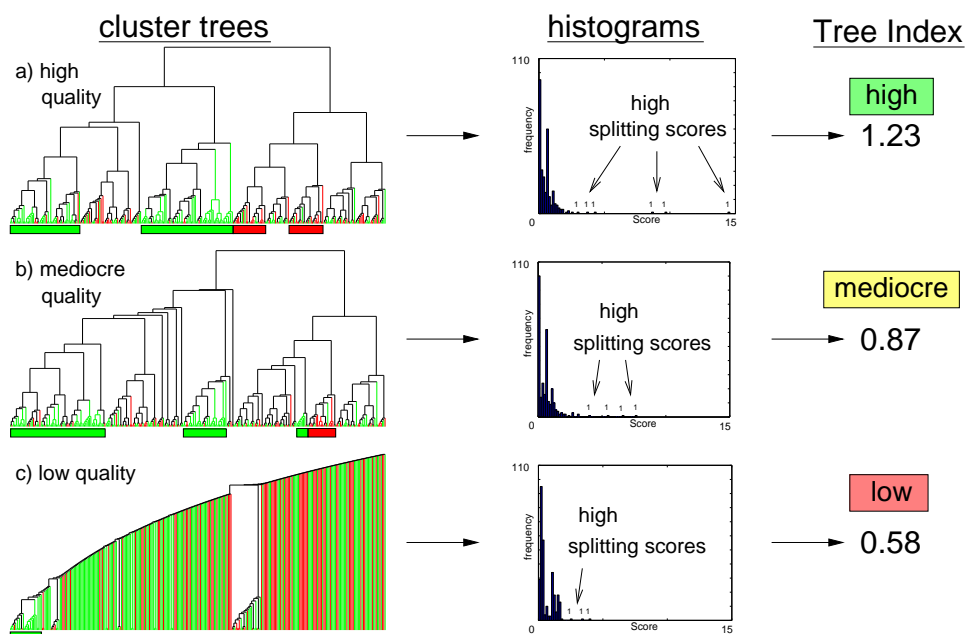 cluster trees
histograms
Tree Index
a) high
quality
110
frequency
high
splitting scores
1 1 1 1 1 1
0
Score
15
high
1.23
b) mediocre
quality
110
frequency
high
splitting scores
1 1 1 1
0
Score
15
mediocre
0.87
c) low quality
110
frequency
high
splitting scores
1 1 1
0
Score
15
low
0.58